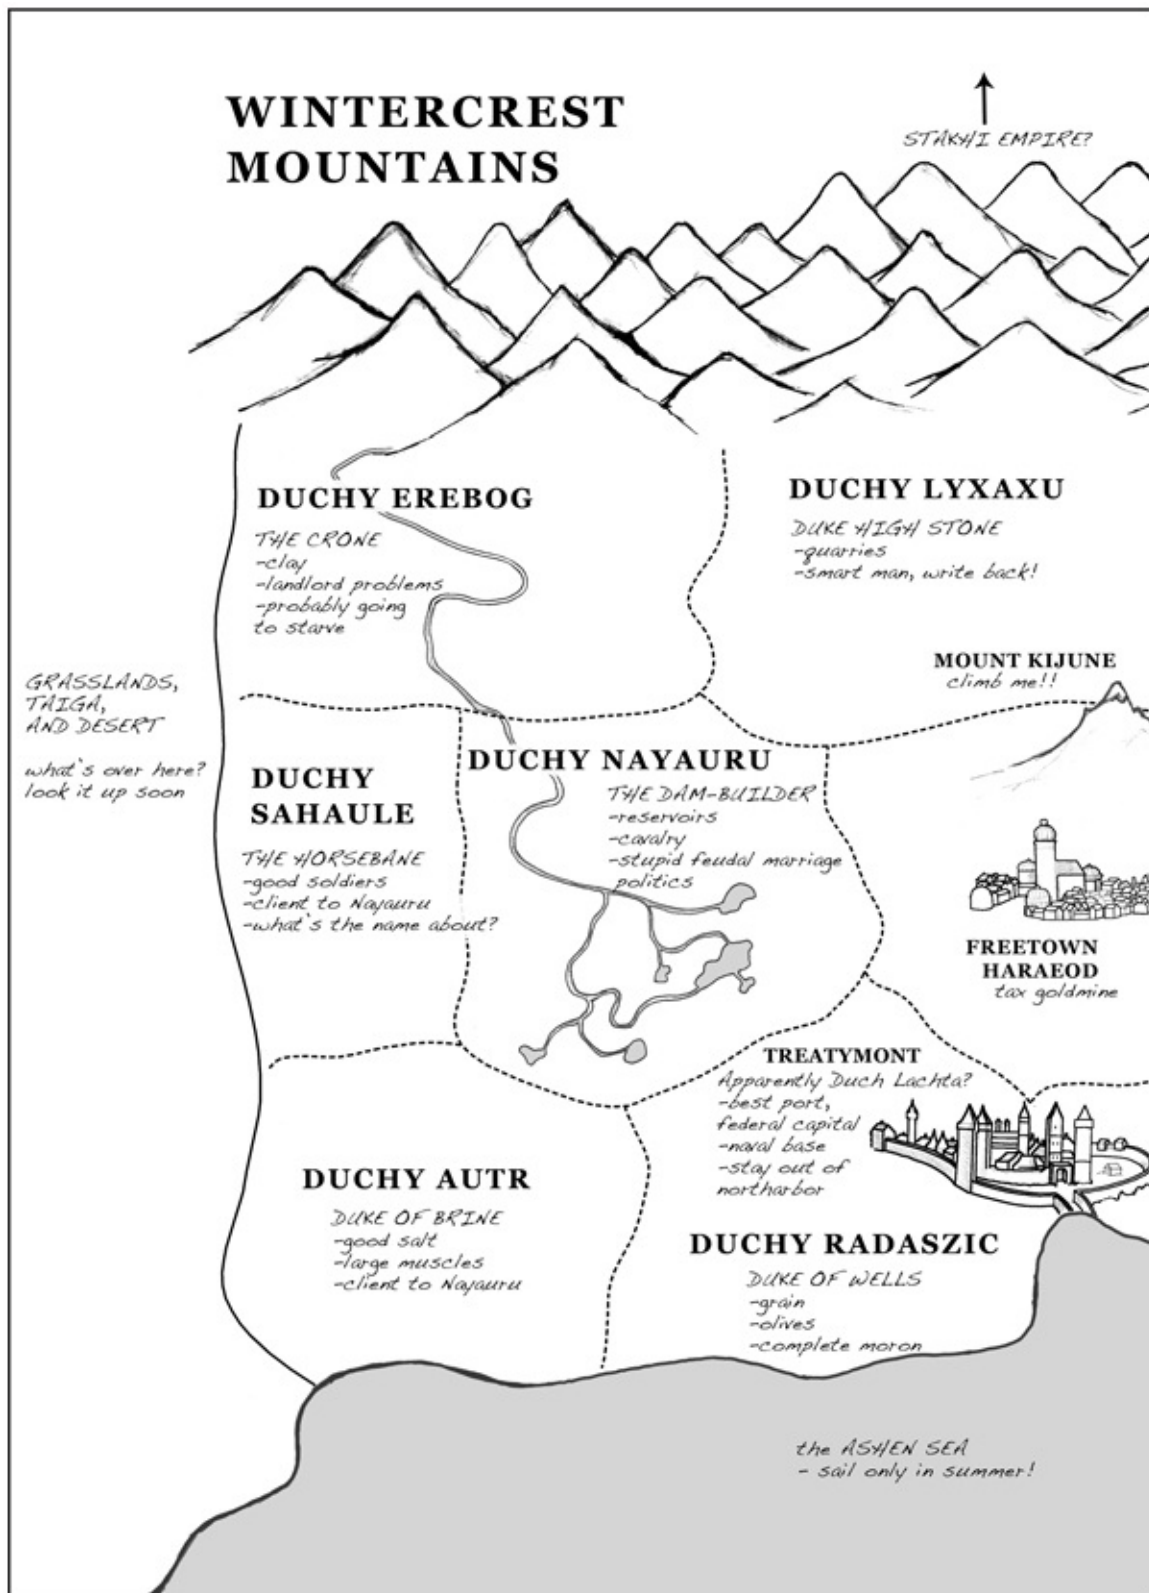 WINTERCREST
MOUNTAINS
STAKHI EMPIRE?
DUCHY EREBOG
THE CRONE
-clay
-landlord problems
-probably going
to starve
DUCHY LYXAXU
DUKE HIGH STONE
-quarries
-smart man, write back!
MOUNT KIJUNE
climb me!!
GRASSLANDS,
TAIGA,
AND DESERT
what's over here?
look it up soon
DUCHY
SAHAULE
THE HORSEBANE
-good soldiers
-client to Nayauru
-what's the name about?
DUCHY NAYAURU
THE DAM-BUILDER
-reservoirs
-cavalry
-stupid feudal marriage
politics
FREETOWN
HARAEOD
tax goldmine
TREATYMONT
Apparently Duch Lachta?
-best port,
federal capital
-naval base
-stay out of
northarbor
DUCHY AUTR
DUKE OF BRINE
-good salt
-large muscles
-client to Nayauru
DUCHY RADASZIC
DUKE OF WELLS
-grain
-olives
-complete moron
the ASHEN SEA
- sail only in summer!